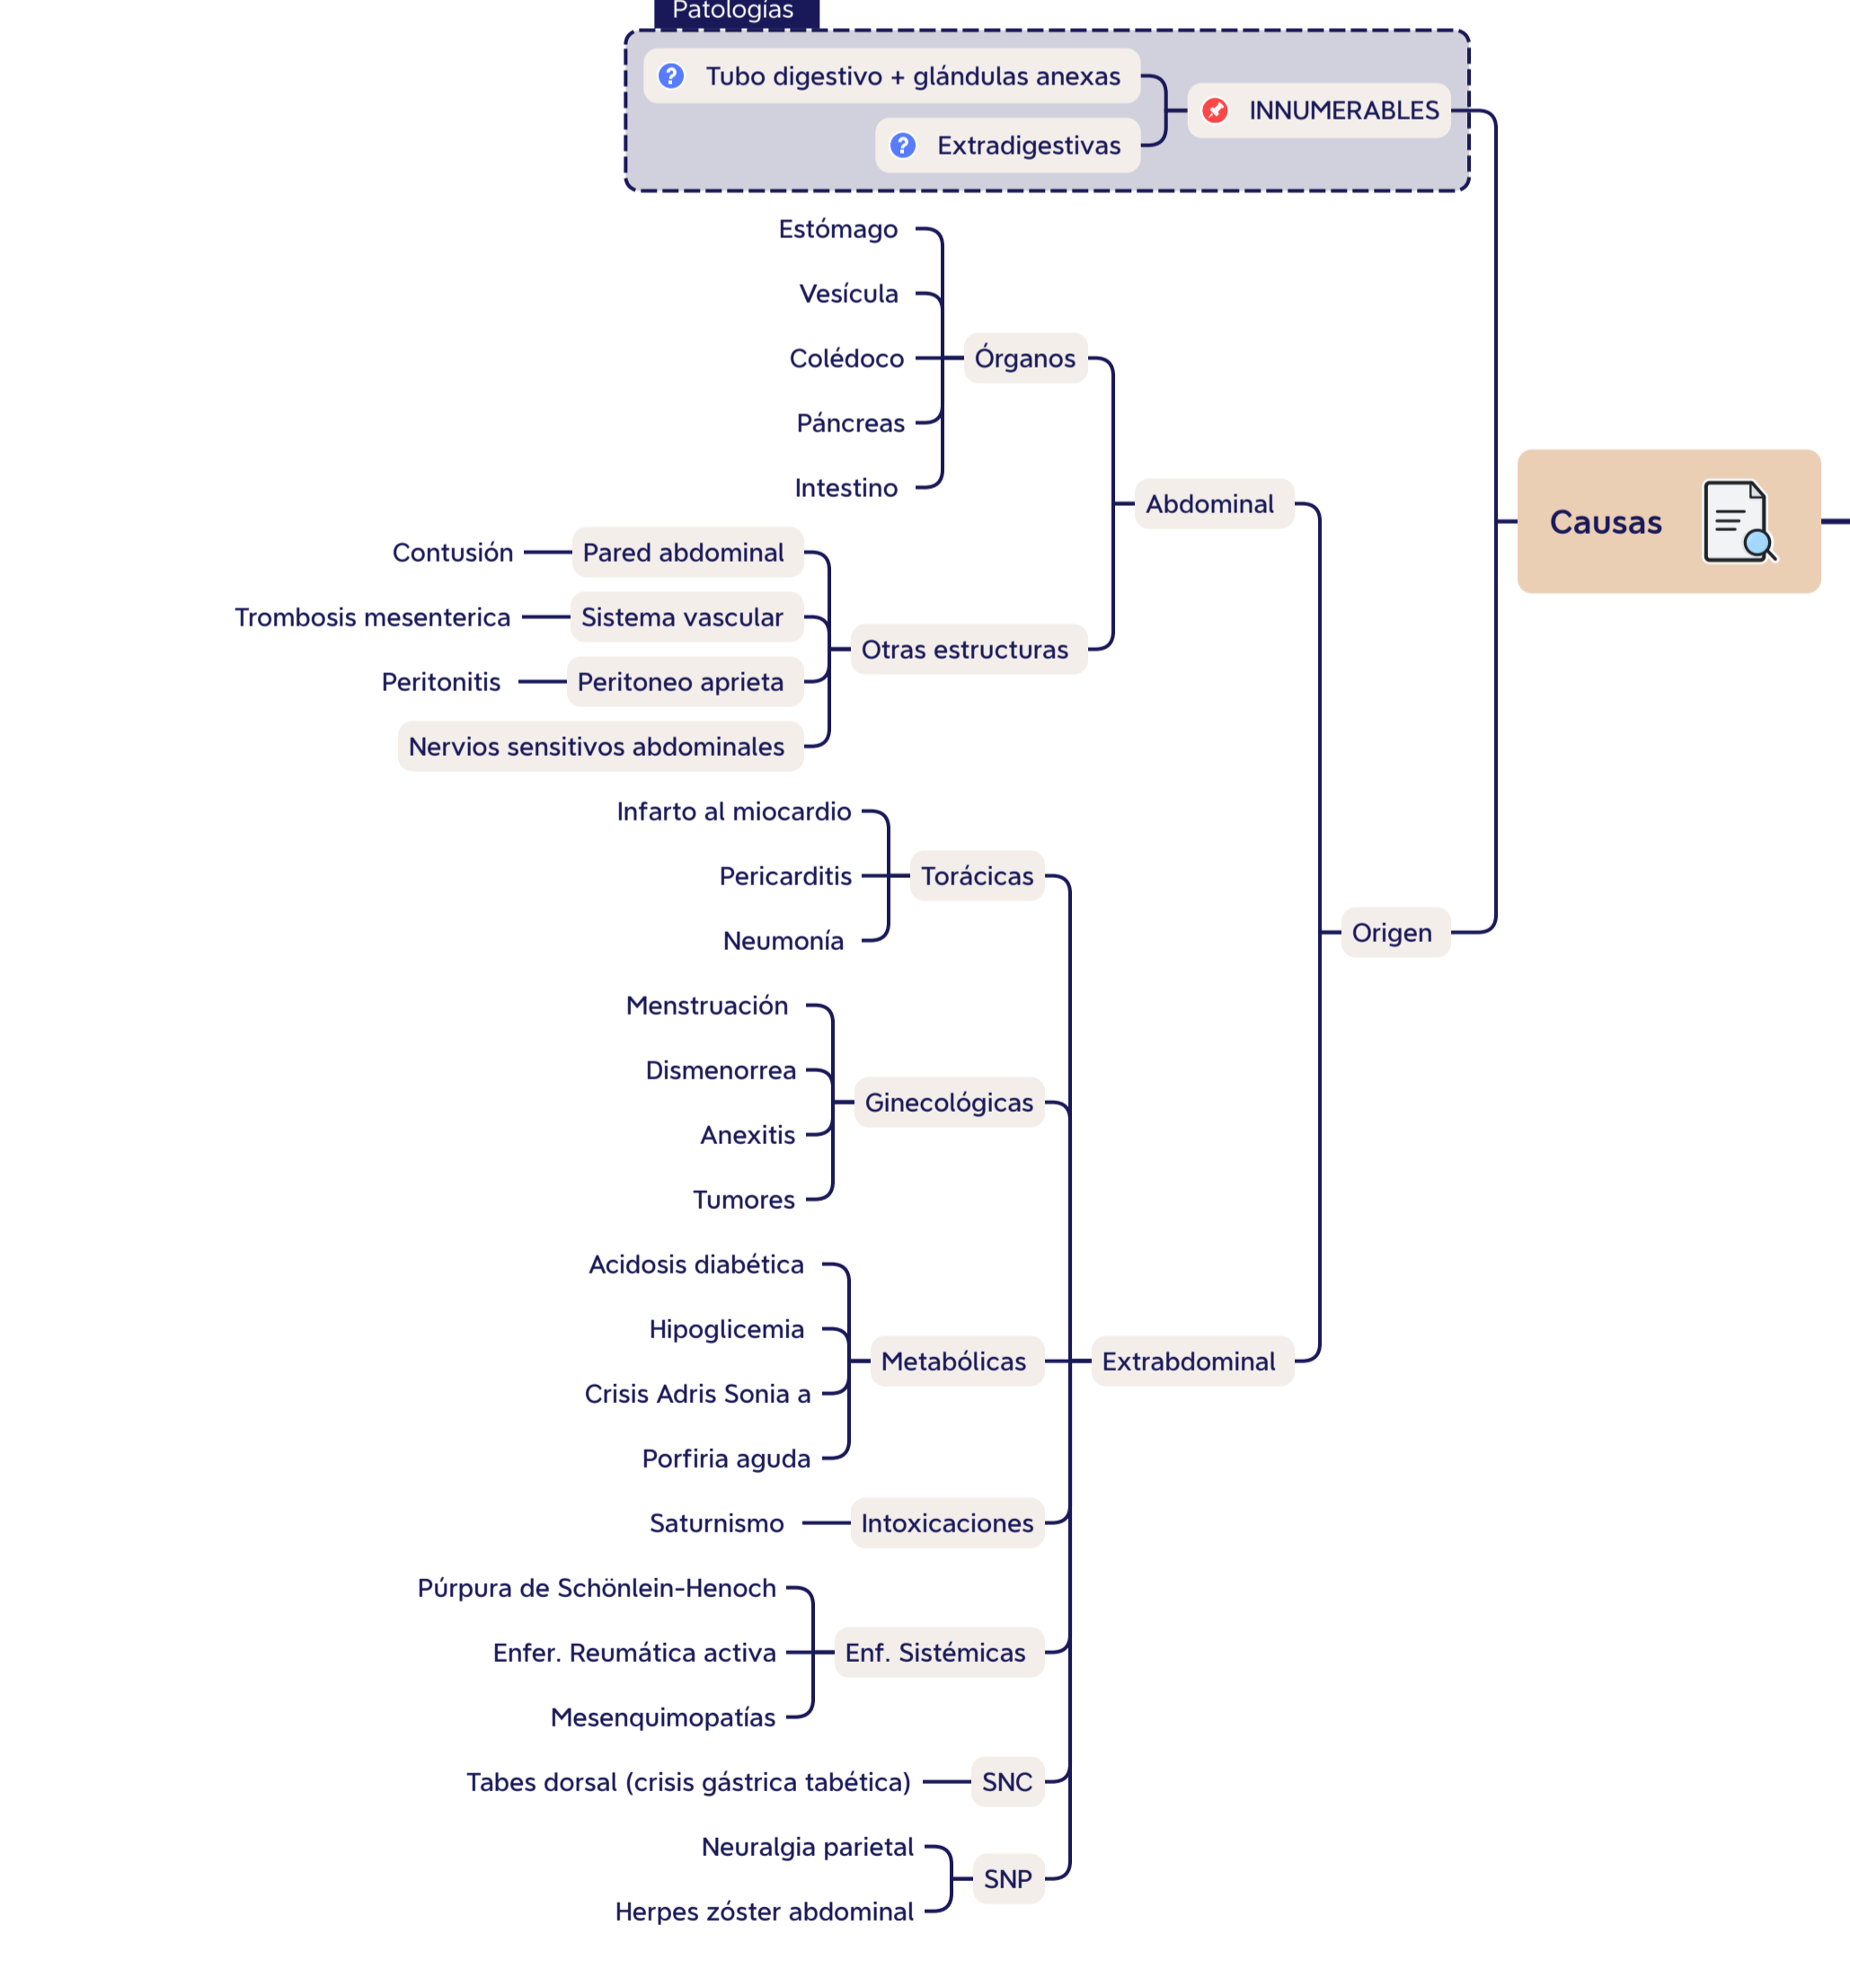 Patologías
Tubo digestivo + glándulas anexas
INNUMERABLES
Extradigestivas
Estómago
Vesícula
Colédoco
Órganos
Páncreas
Intestino
Abdominal
Causas
Contusión
Pared abdominal
Trombosis mesenterica
Sistema vascular
Otras estructuras
Peritonitis
Peritoneo aprieta
Nervios sensitivos abdominales
Infarto al miocardio
Pericarditis
Torácicas
Neumonía
Origen
Menstruación
Dismenorrea
Ginecológicas
Anexitis
Tumores
Acidosis diabética
Hipoglicemia
Metabólicas
Extrabdominal
Crisis Adris Sonia a
Porfiria aguda
Saturnismo
Intoxicaciones
Púrpura de Schönlein-Henoch
Enfer. Reumática activa
Enf. Sistémicas
Mesenquimopatías
Tabes dorsal (crisis gástrica tabética)
SNC
Neuralgia parietal
SNP
Herpes zóster abdominal